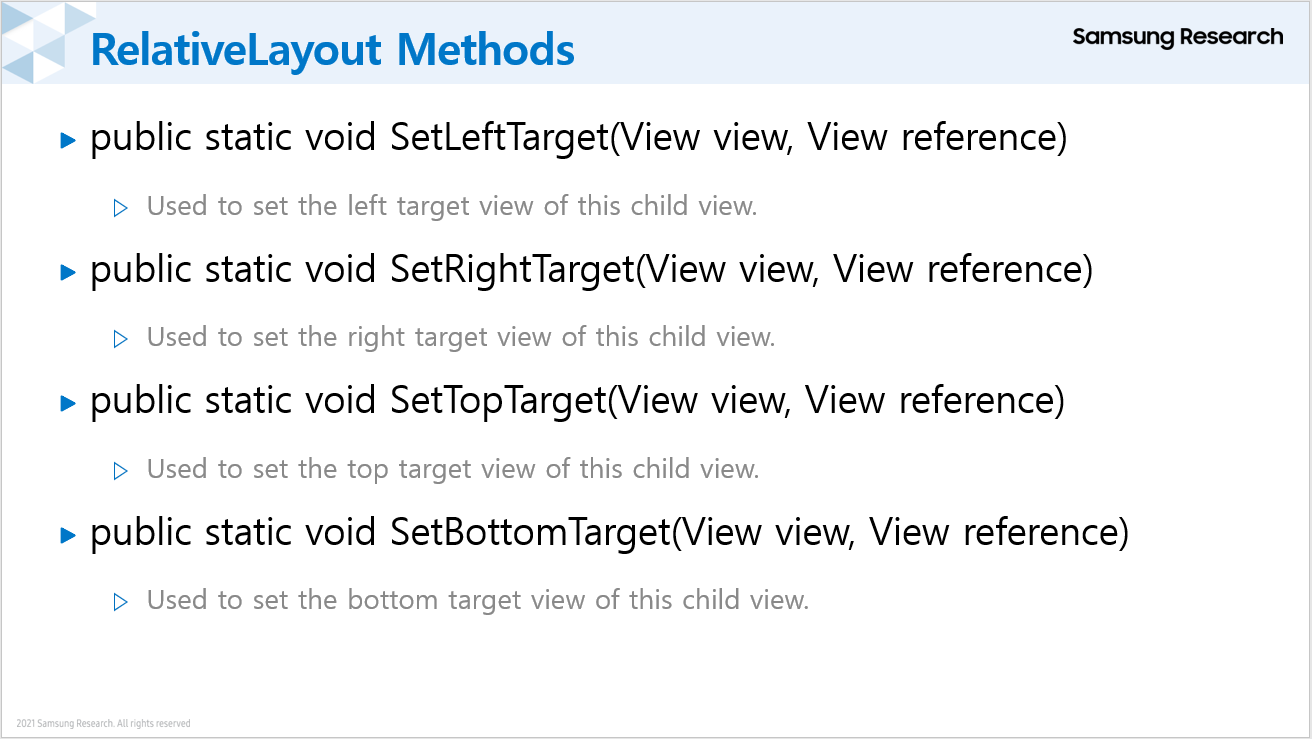 RelativeLayout Methods
Samsung Research
public static void SetLeftTarget(View view, View reference)
Used to set the left target view of this child view.
public static void SetRightTarget(View view, View reference)
Used to set the right target view of this child view.
public static void SetTopTarget(View view, View reference)
Used to set the top target view of this child view.
public static void SetBottomTarget(View view, View reference)
Used to set the bottom target view of this child view.
2021 Samsung Research. All rights reserved